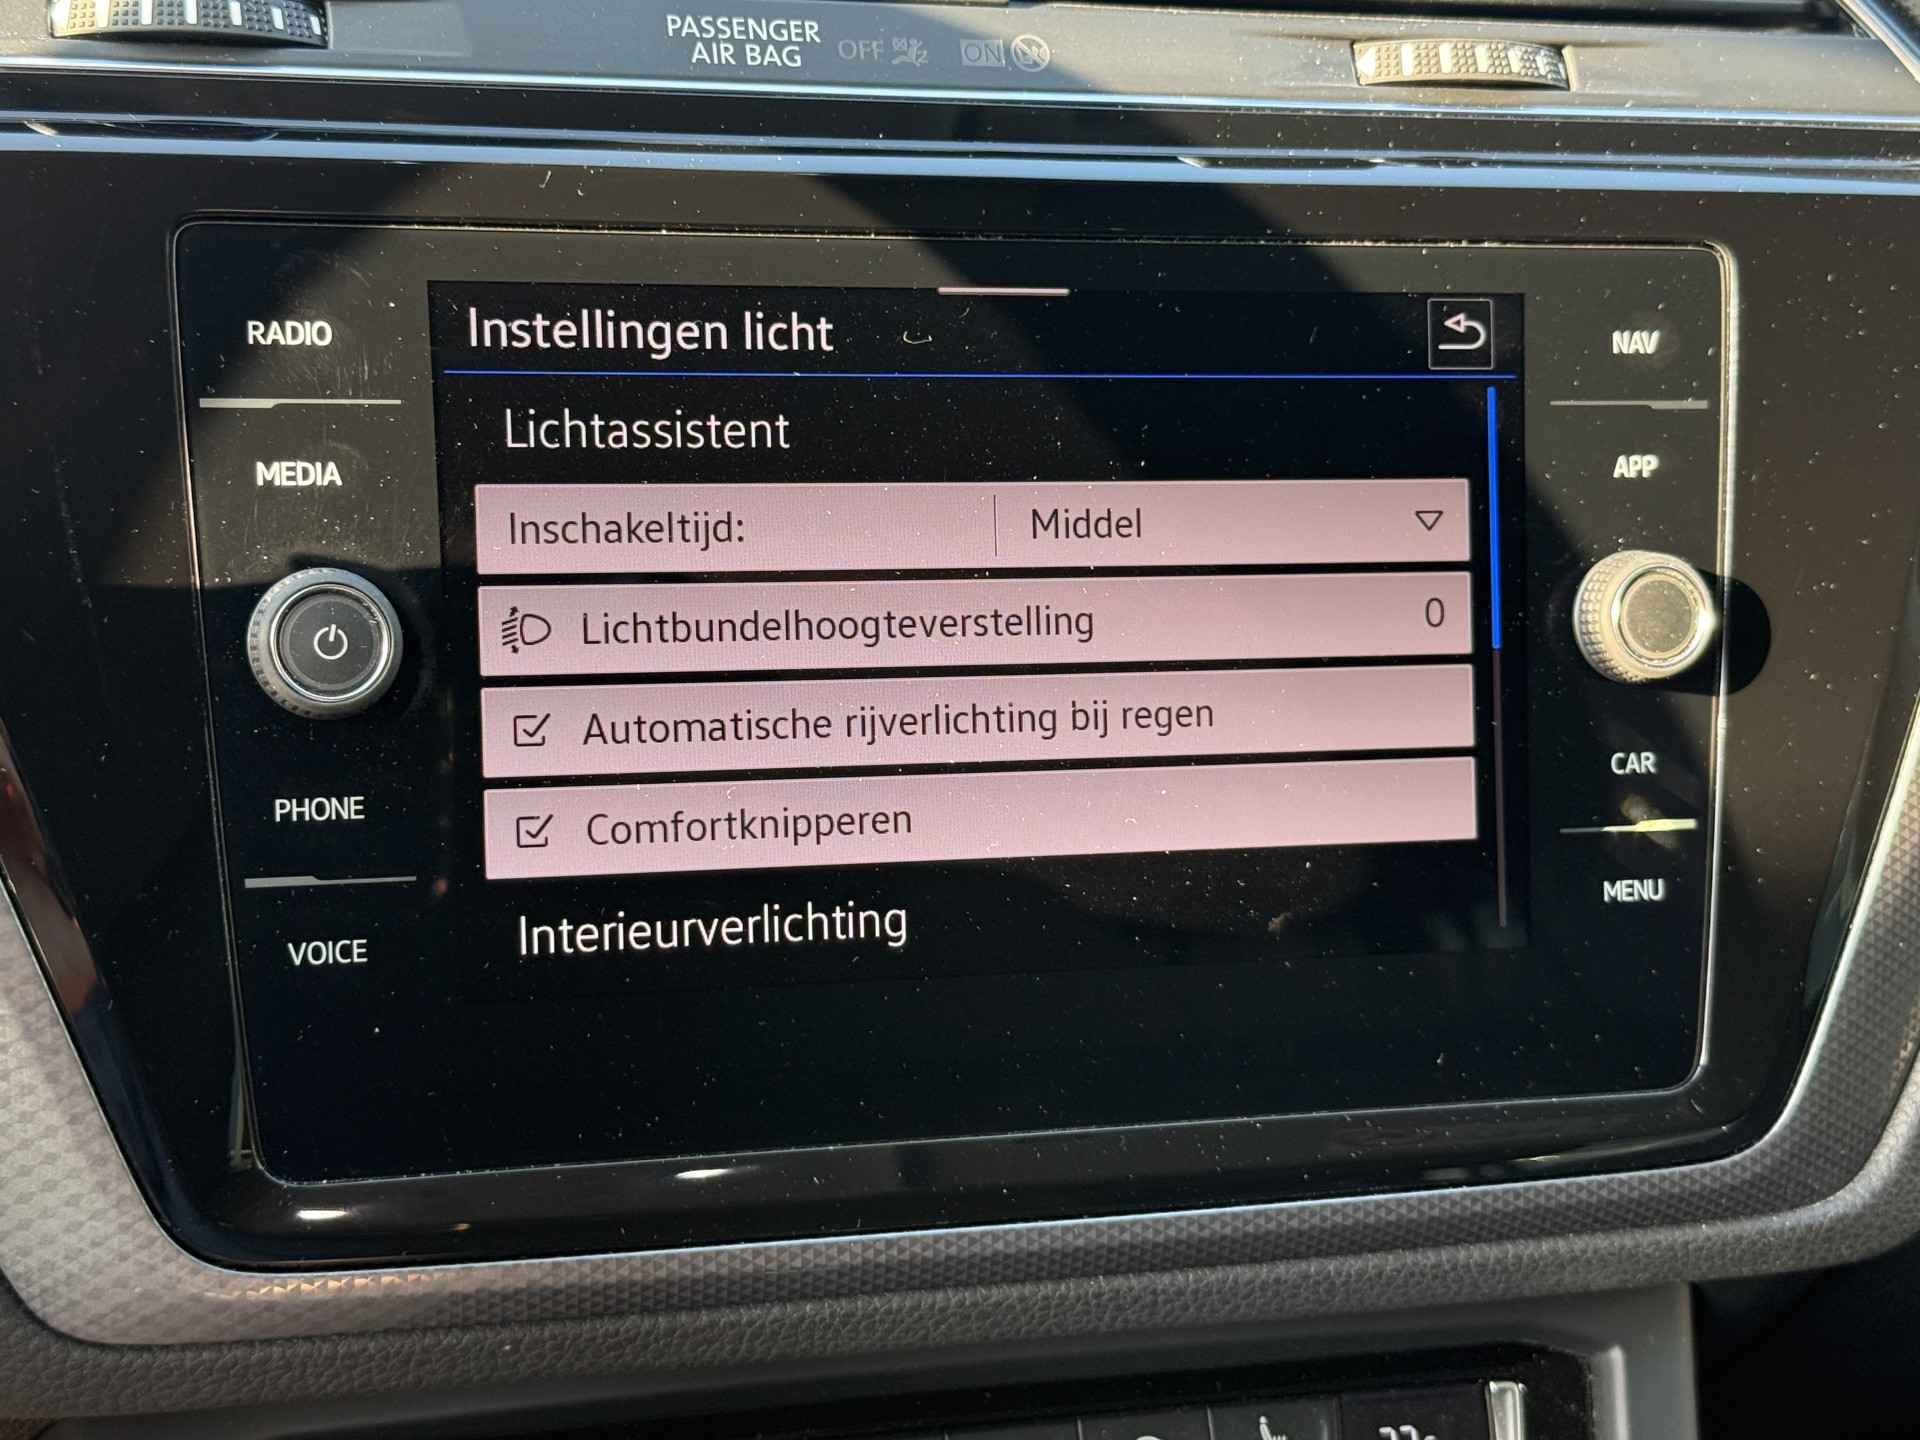 PASSENGER
AIR BAG OFF ON
RADIO
MEDIA
PHONE
VOICE
Instellingen licht
Lichtassistent
Inschakeltijd: Middel
Lichtbundelhoogteverstelling 0
Automatische rijverlichting bij regen
Comfortknipperen
Interieurverlichting
NAV
APP
CAR
MENU